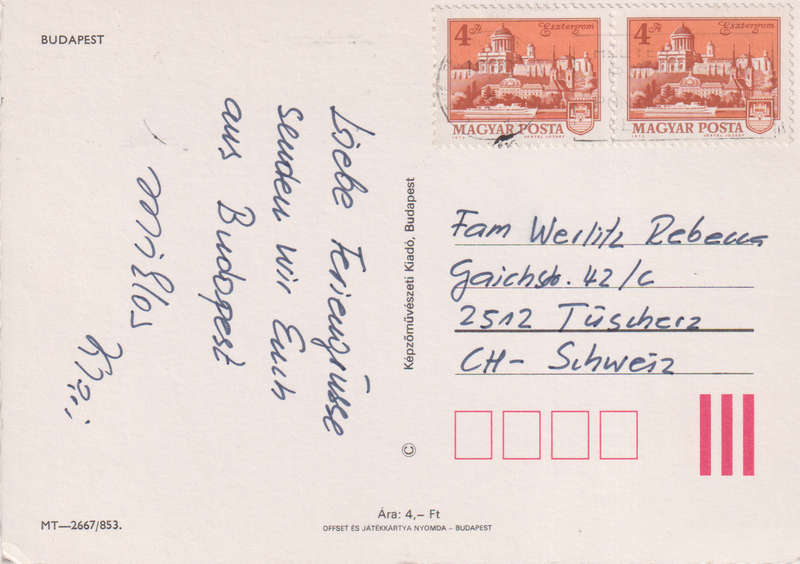 BUDAPEST
Liebe Feriengrüsse
senden wir Euch
aus Budapest
4 Ft Esztergom
MAGYAR POSTA
4 Ft Esztergom
MAGYAR POSTA
Képzőművészeti Kiadó, Budapest
©
Fam Werlitz Rebecca
Gaichstr. 42/c
2512 Tüscherz
CH- Schweiz
MT—2667/853.
Ára: 4,– Ft
OFFSET ÉS JÁTÉKKÁRTYA NYOMDA – BUDAPEST